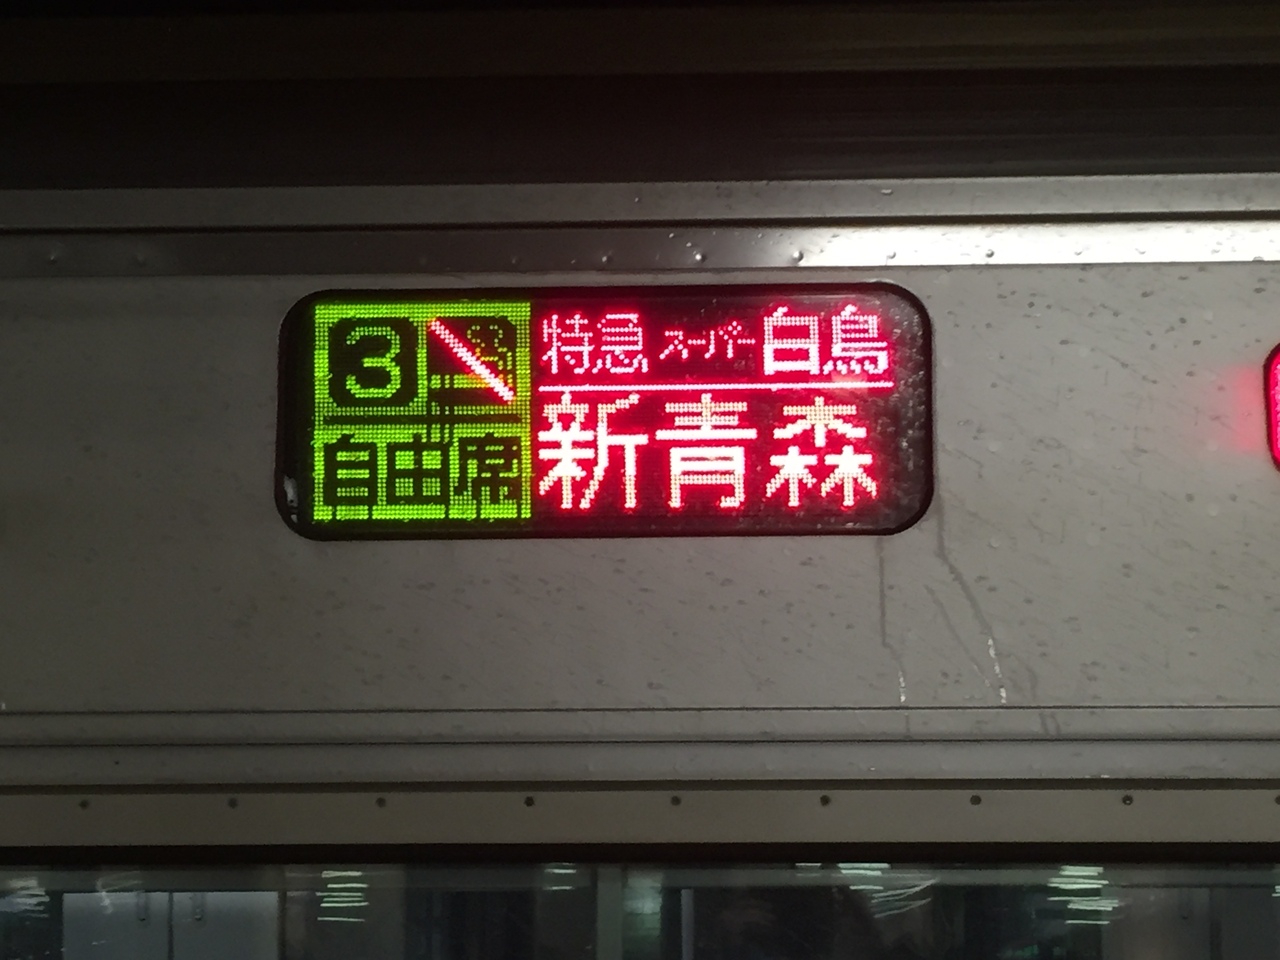 3
自由席
特急 スーパー 白鳥
新青森